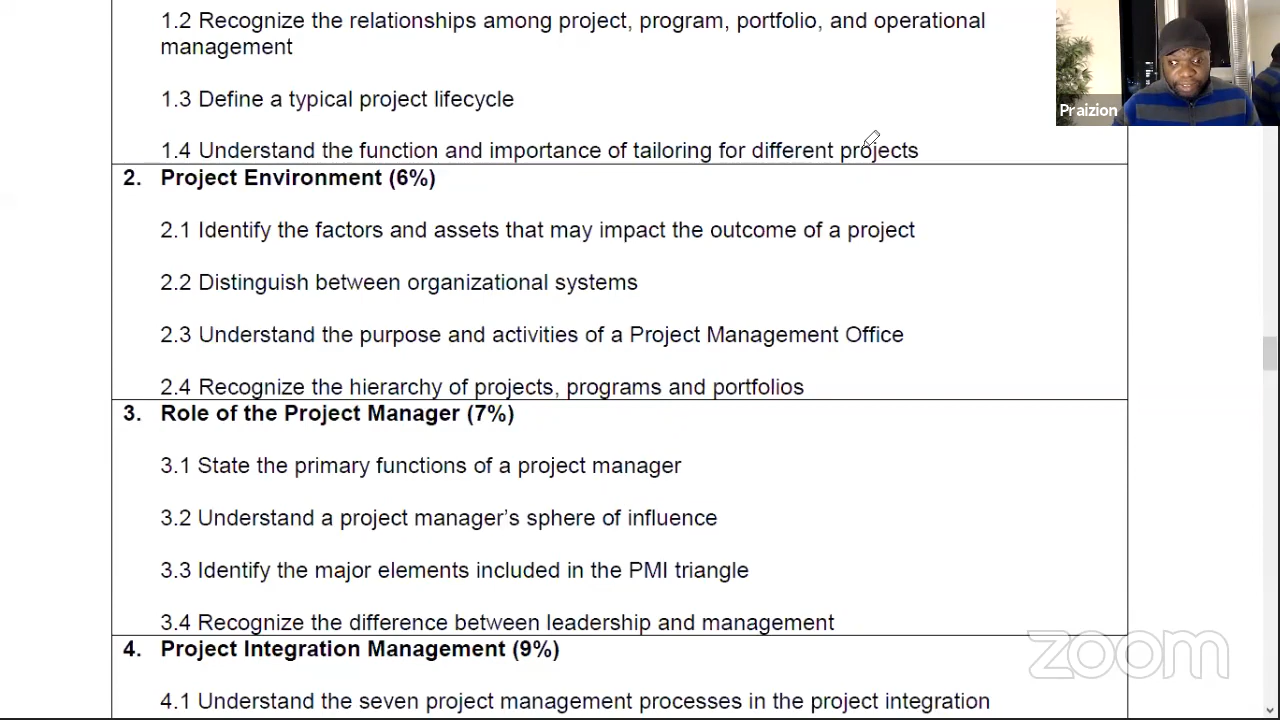 1.2 Recognize the relationships among project, program, portfolio, and operational
management
1.3 Define a typical project lifecycle
1.4 Understand the function and importance of tailoring for different projects
2. Project Environment (6%)
2.1 Identify the factors and assets that may impact the outcome of a project
2.2 Distinguish between organizational systems
2.3 Understand the purpose and activities of a Project Management Office
2.4 Recognize the hierarchy of projects, programs and portfolios
3. Role of the Project Manager (7%)
3.1 State the primary functions of a project manager
3.2 Understand a project manager’s sphere of influence
3.3 Identify the major elements included in the PMI triangle
3.4 Recognize the difference between leadership and management
4. Project Integration Management (9%)
4.1 Understand the seven project management processes in the project integration
Praizion
zoom